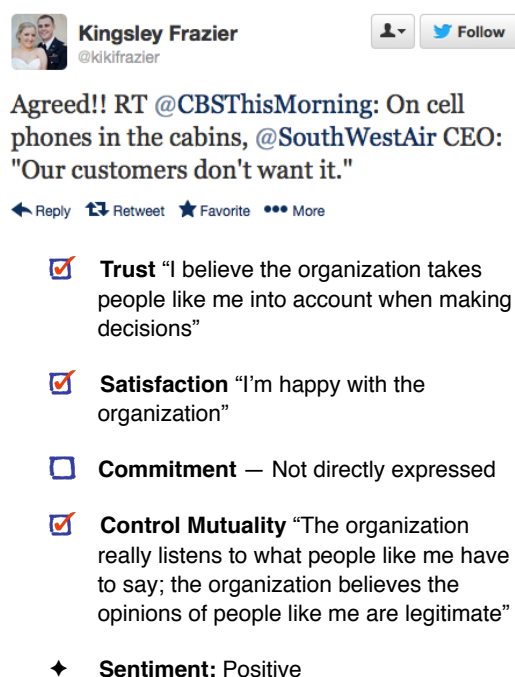 Kingsley Frazier
Follow
@kikifrazier
Agreed!! RT @CBSThisMorning: On cell
phones in the cabins, @SouthWestAir CEO:
"Our customers don't want it."
Reply Retweet Favorite More
Trust “I believe the organization takes
people like me into account when making
decisions”
Satisfaction “I’m happy with the
organization”
Commitment — Not directly expressed
Control Mutuality “The organization
really listens to what people like me have
to say; the organization believes the
opinions of people like me are legitimate”
Sentiment: Positive